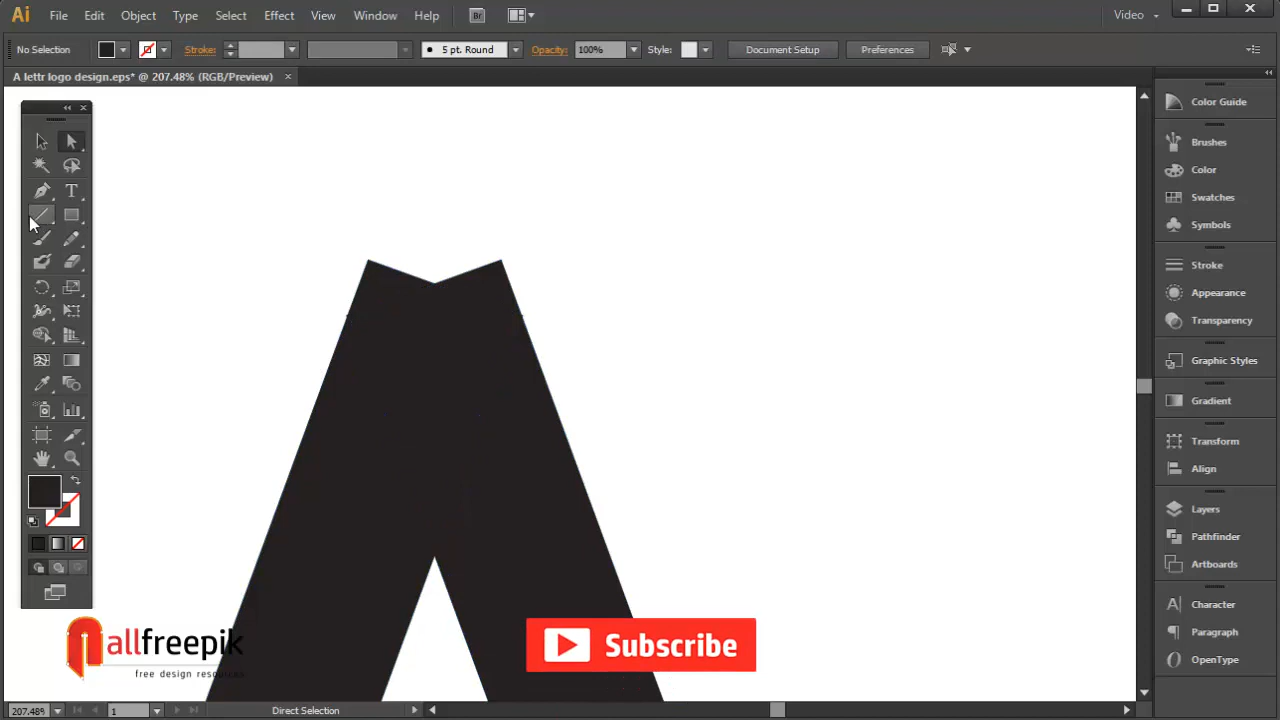 Ai File Edit Object Type Select Effect View Window Help Br Video
No Selection Stroke: 5 pt. Round Opacity: 100% Style: Document Setup Preferences
A lettr logo design.eps* @ 207.48% (RGB/Preview)
Color Guide
Brushes
Color
Swatches
Symbols
Stroke
Appearance
Transparency
Graphic Styles
Gradient
Transform
Align
Layers
Pathfinder
Artboards
Character
Paragraph
OpenType
T
allfreepik
free design resources
Subscribe
207.48% 1 Direct Selection